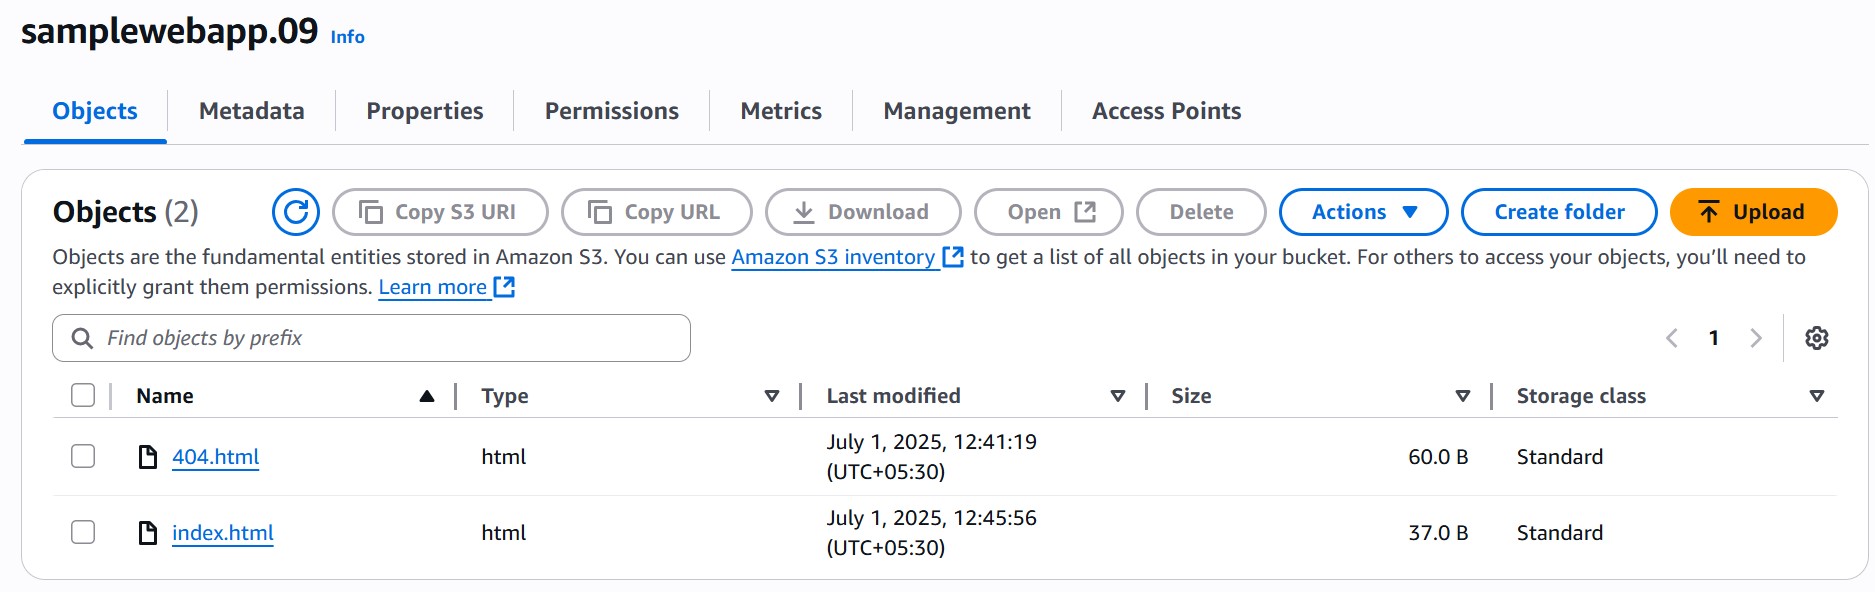 samplewebapp.09 Info
Objects Metadata Properties Permissions Metrics Management Access Points
Objects (2) Copy S3 URI Copy URL Download Open Delete Actions Create folder Upload
Objects are the fundamental entities stored in Amazon S3. You can use Amazon S3 inventory to get a list of all objects in your bucket. For others to access your objects, you’ll need to
explicitly grant them permissions. Learn more
Find objects by prefix 1
Name Type Last modified Size Storage class
404.html html July 1, 2025, 12:41:19 (UTC+05:30) 60.0 B Standard
index.html html July 1, 2025, 12:45:56 (UTC+05:30) 37.0 B Standard